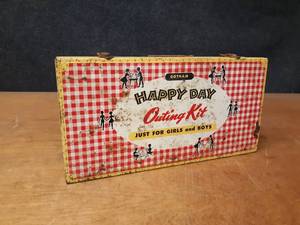 GOTHAM
HAPPY DAY
Outing Kit
JUST FOR GIRLS and BOYS